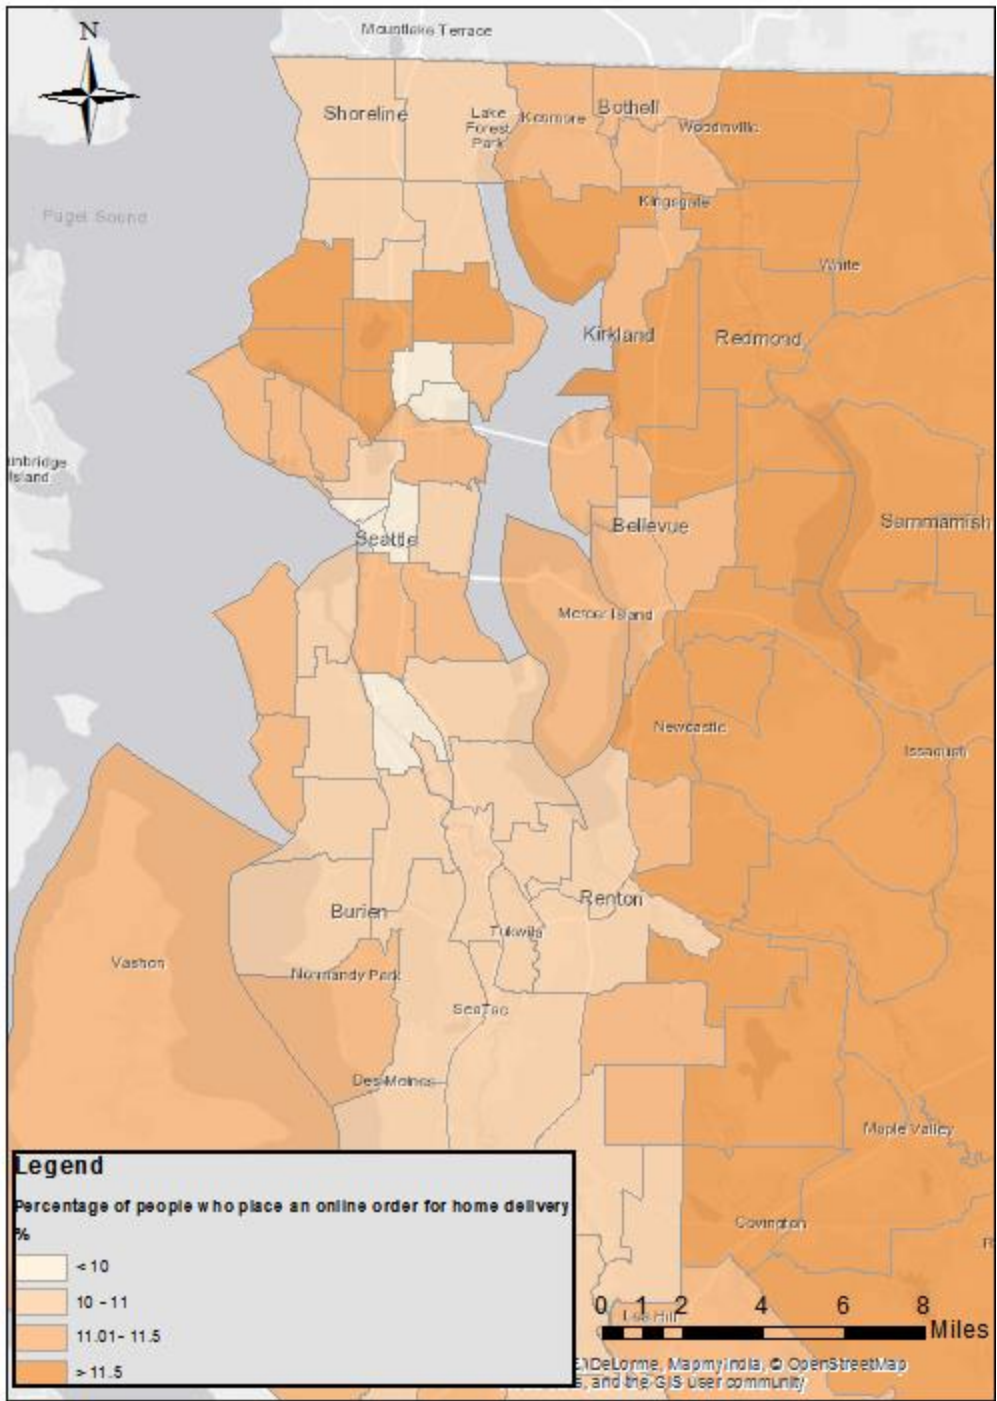 N
Mountlake Terrace
Shoreline
Lake
Forest
Park
Kenmore
Bothell
Woodinville
Puget Sound
Kingsgate
White
Kirkland
Redmond
Island
Seattle
Bellevue
Sammamish
Mercer Island
Newcastle
Issaquah
Renton
Burien
Tukwila
Vashon
Normandy Park
SeaTac
Des Moines
Maple Valley
Covington
Lea Hill
Legend
Percentage of people who place an online order for home delivery
%
< 10
10 - 11
11.01 - 11.5
> 11.5
0 1 2 4 6 8
Miles
DeLorme, MapmyIndia, © OpenStreetMap
, and the GIS user community